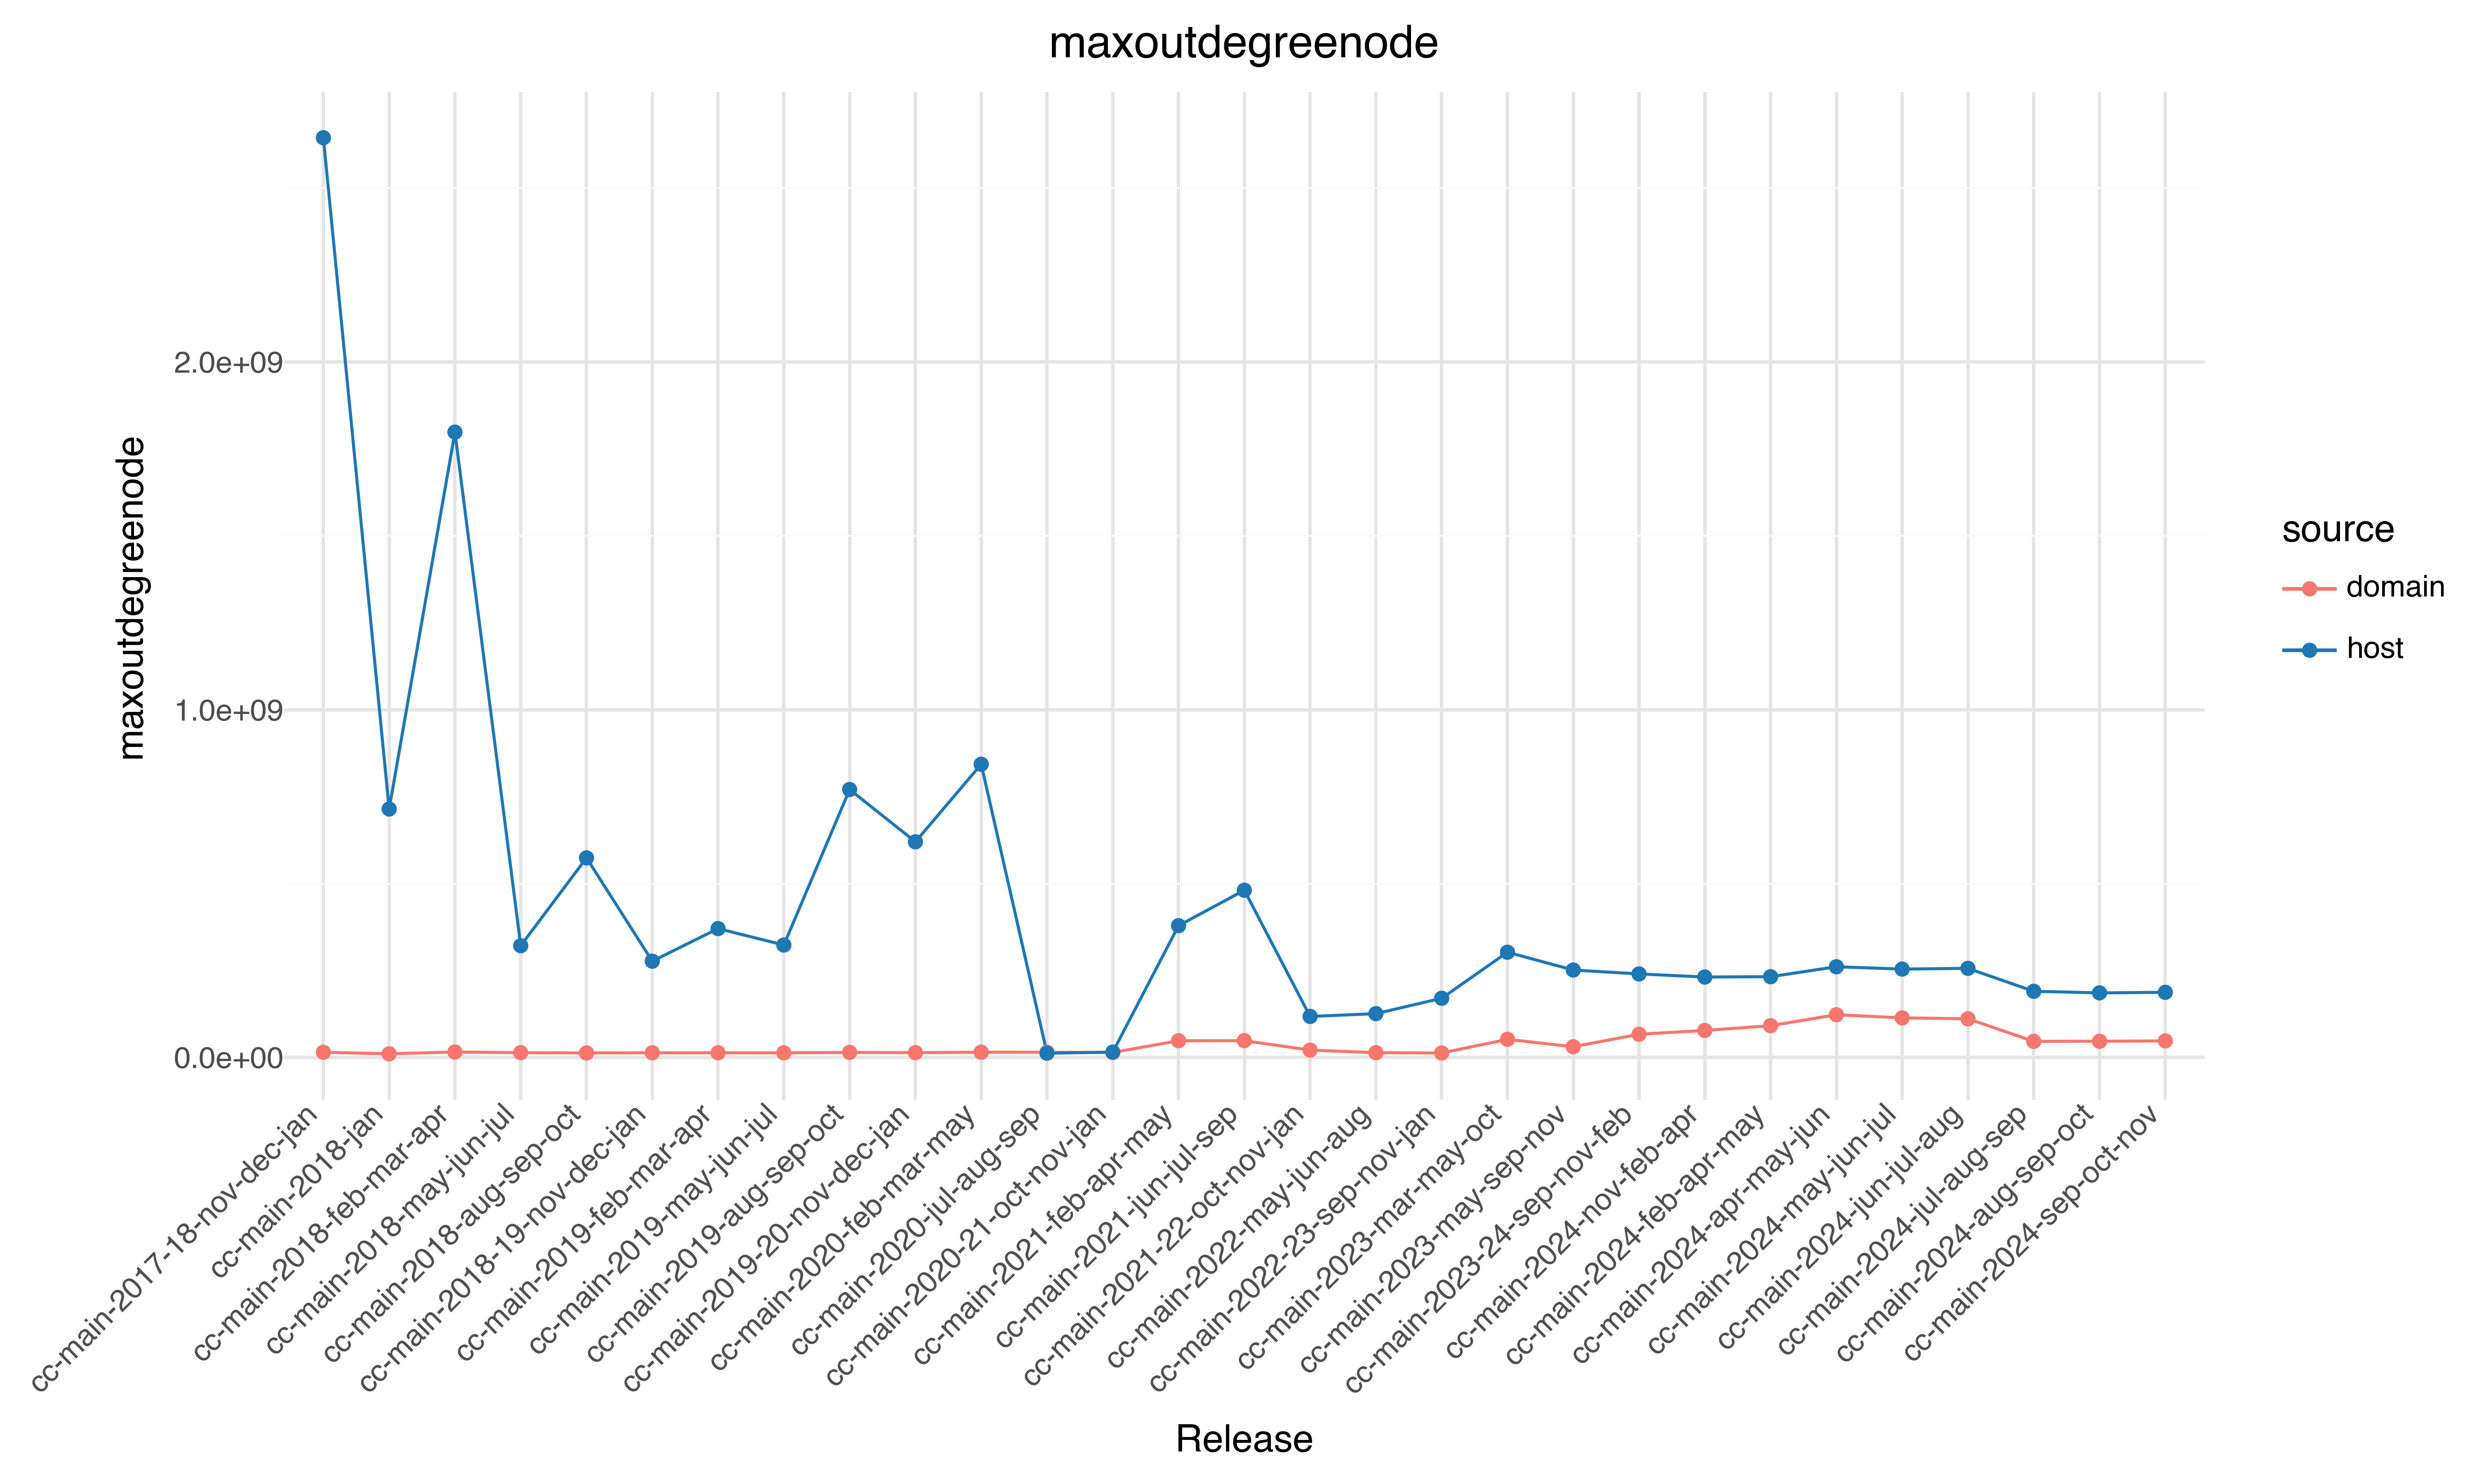 maxoutdegreenode
maxoutdegreenode
2.0e+09
1.0e+09
0.0e+00
cc-main-2017-18-nov-dec-jan
cc-main-2018-jan
cc-main-2018-feb-mar-apr
cc-main-2018-may-jun-jul
cc-main-2018-aug-sep-oct
cc-main-2018-19-nov-dec-jan
cc-main-2019-feb-mar-apr
cc-main-2019-may-jun-jul
cc-main-2019-aug-sep-oct
cc-main-2019-20-nov-dec-jan
cc-main-2020-feb-mar-may
cc-main-2020-jul-aug-sep
cc-main-2020-21-oct-nov-jan
cc-main-2021-feb-apr-may
cc-main-2021-jun-jul-sep
cc-main-2021-22-oct-nov-jan
cc-main-2022-may-jun-aug
cc-main-2022-23-sep-nov-jan
cc-main-2023-mar-may-oct
cc-main-2023-may-sep-nov
cc-main-2023-24-sep-nov-feb
cc-main-2024-nov-feb-apr
cc-main-2024-feb-apr-may
cc-main-2024-apr-may-jun
cc-main-2024-may-jun-jul
cc-main-2024-jun-jul-aug
cc-main-2024-jul-aug-sep
cc-main-2024-aug-sep-oct
cc-main-2024-sep-oct-nov
Release
source
domain
host